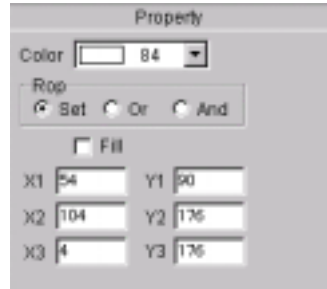 Property
Color 84
Rop
Set Or And
Fill
X1 54 Y1 90
X2 104 Y2 176
X3 4 Y3 176